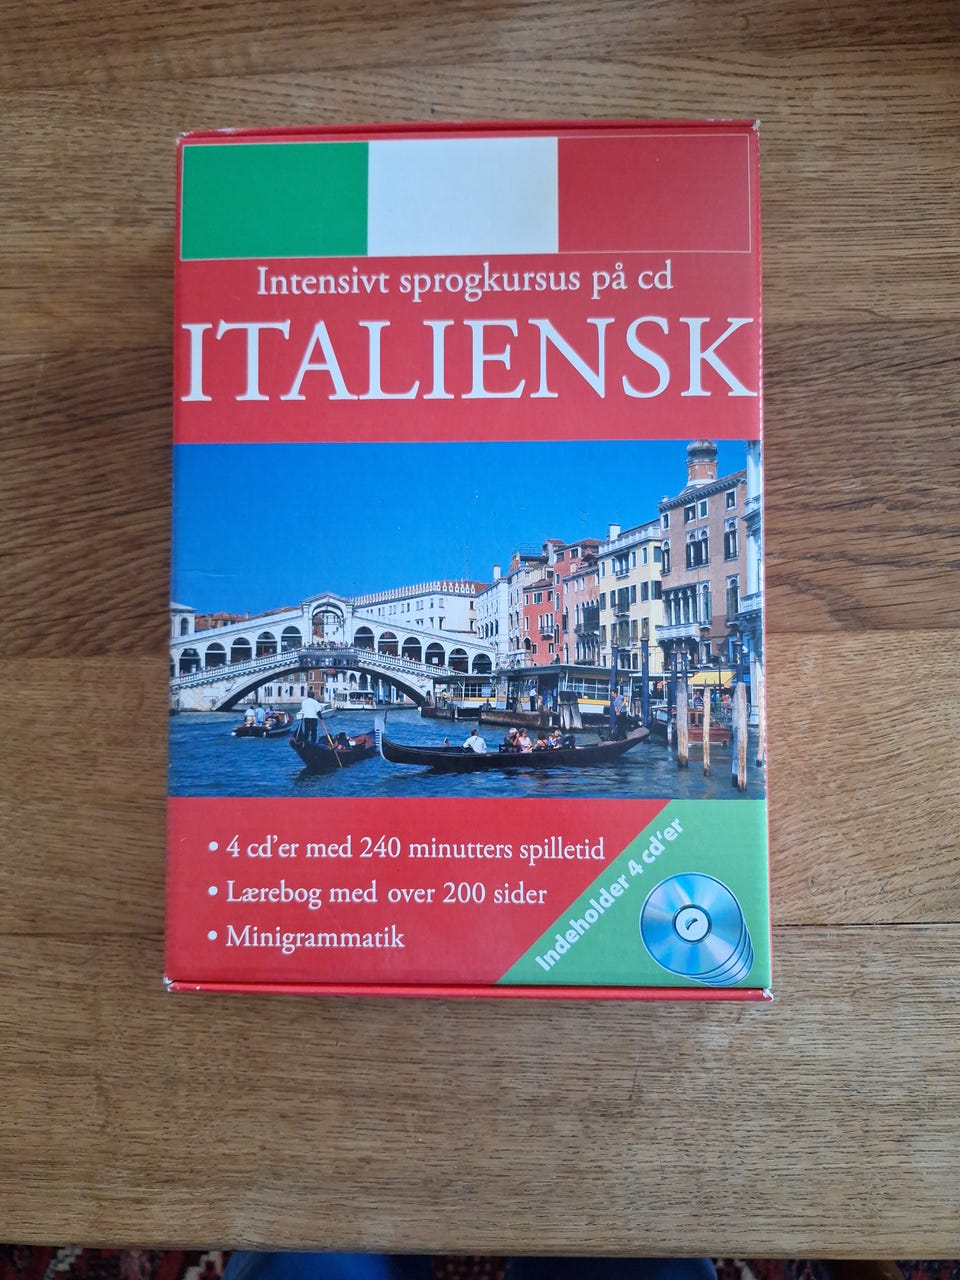 Intensivt sprogkursus på cd
ITALIENSK
• 4 cd'er med 240 minutters spilletid
• Lærebog med over 200 sider
• Minigrammatik
Indeholder 4 cd'er